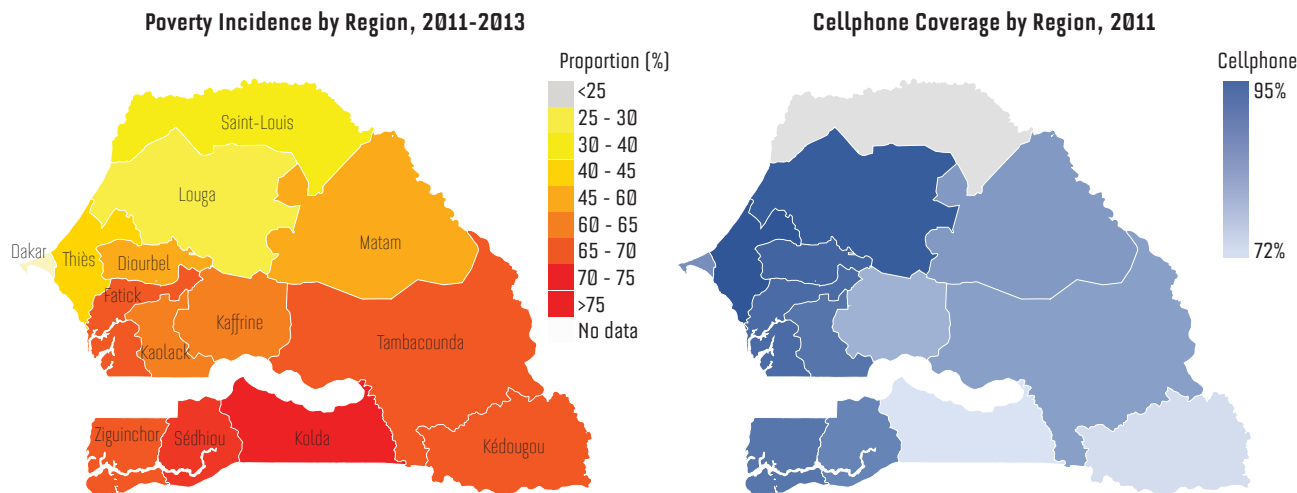 Poverty Incidence by Region, 2011-2013
Proportion (%)
<25
25 - 30
30 - 40
40 - 45
45 - 60
60 - 65
65 - 70
70 - 75
>75
No data
Saint-Louis
Louga
Matam
Dakar
Thiès
Diourbel
Fatick
Kaffrine
Kaolack
Tambacounda
Ziguinchor
Sédhiou
Kolda
Kédougou
Cellphone Coverage by Region, 2011
Cellphone
95%
72%